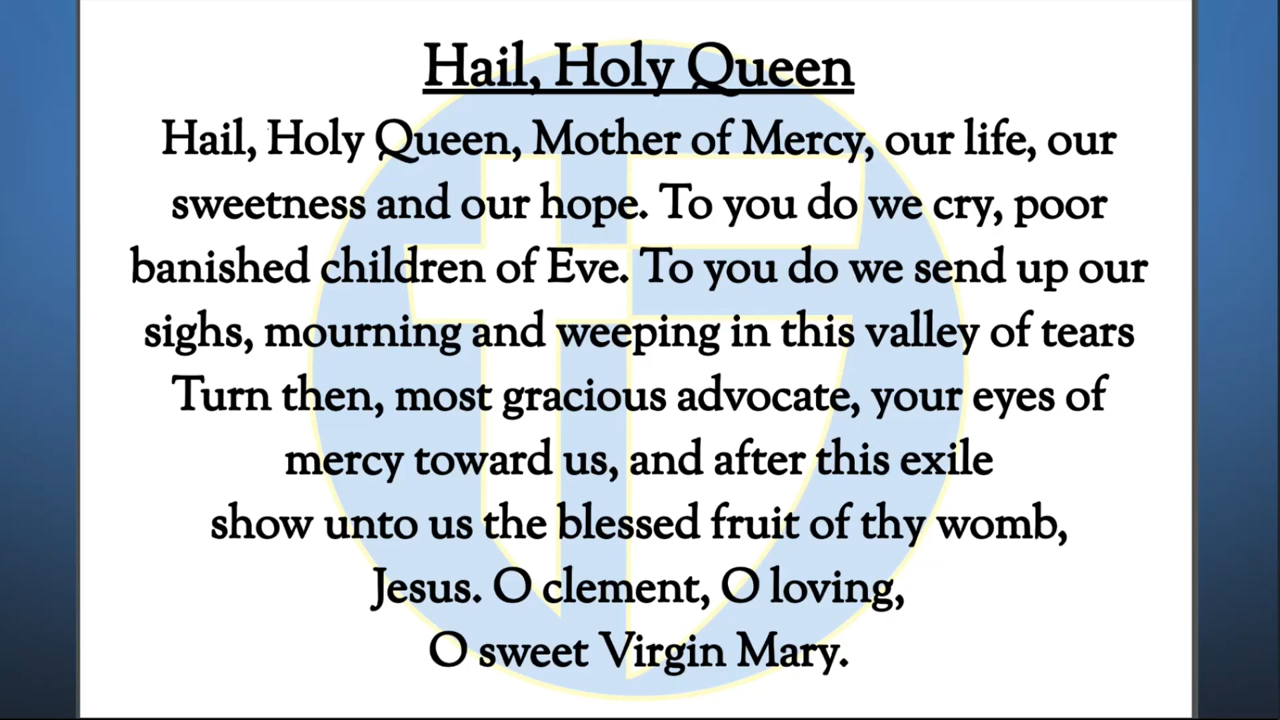 Hail, Holy Queen
Hail, Holy Queen, Mother of Mercy, our life, our
sweetness and our hope. To you do we cry, poor
banished children of Eve. To you do we send up our
sighs, mourning and weeping in this valley of tears
Turn then, most gracious advocate, your eyes of
mercy toward us, and after this exile
show unto us the blessed fruit of thy womb,
Jesus. O clement, O loving,
O sweet Virgin Mary.